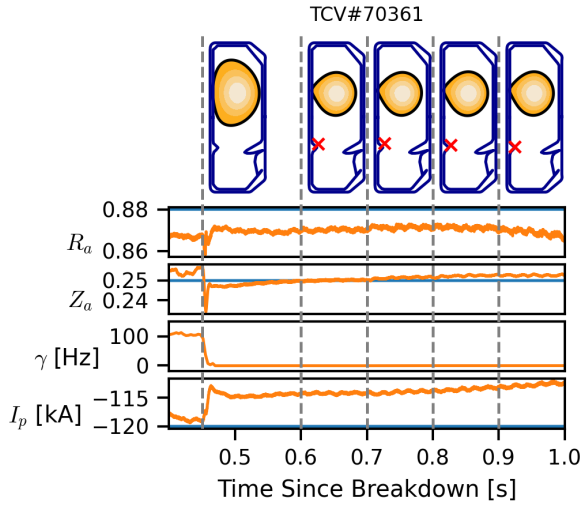 TCV#70361
0.88
R_a
0.86
0.25
Z_a
0.24
100
γ [Hz]
0
−115
I_p [kA]
−120
0.5 0.6 0.7 0.8 0.9 1.0
Time Since Breakdown [s]